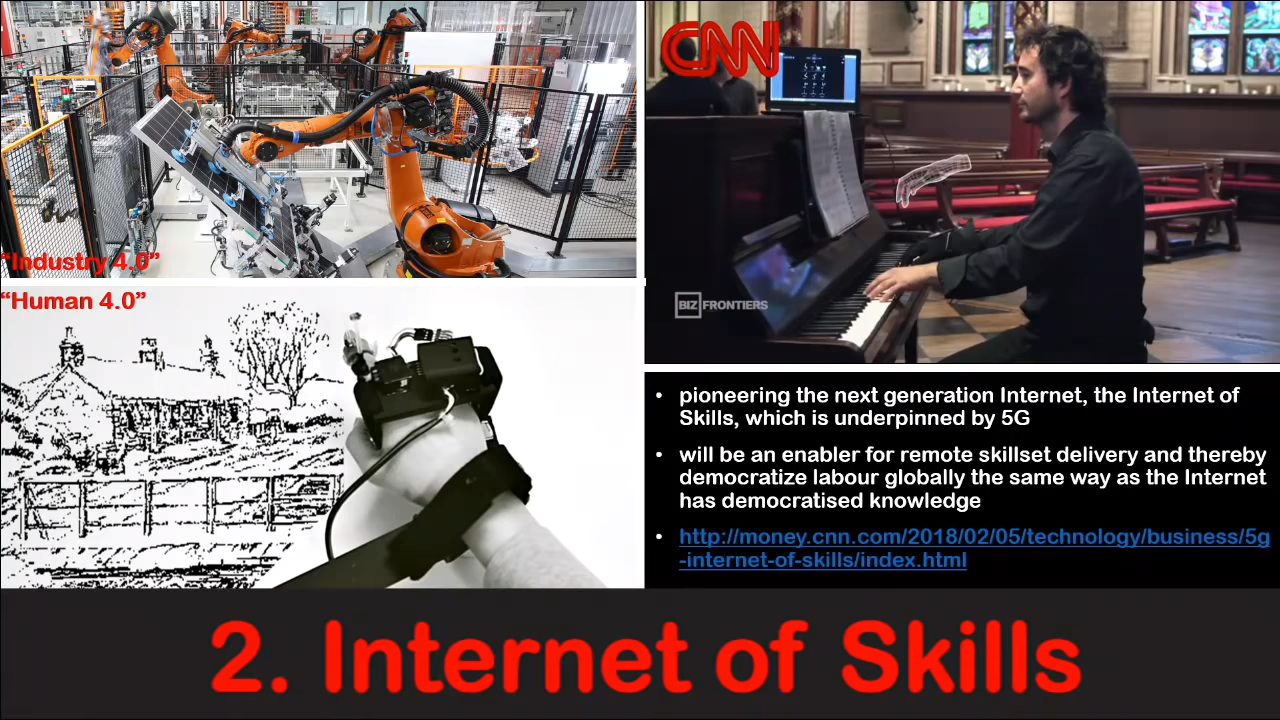 “Industry 4.0”
“Human 4.0”
CNN
BIZ FRONTIERS
• pioneering the next generation Internet, the Internet of
Skills, which is underpinned by 5G
• will be an enabler for remote skillset delivery and thereby
democratize labour globally the same way as the Internet
has democratised knowledge
• http://money.cnn.com/2018/02/05/technology/business/5g
-internet-of-skills/index.html
2. Internet of Skills